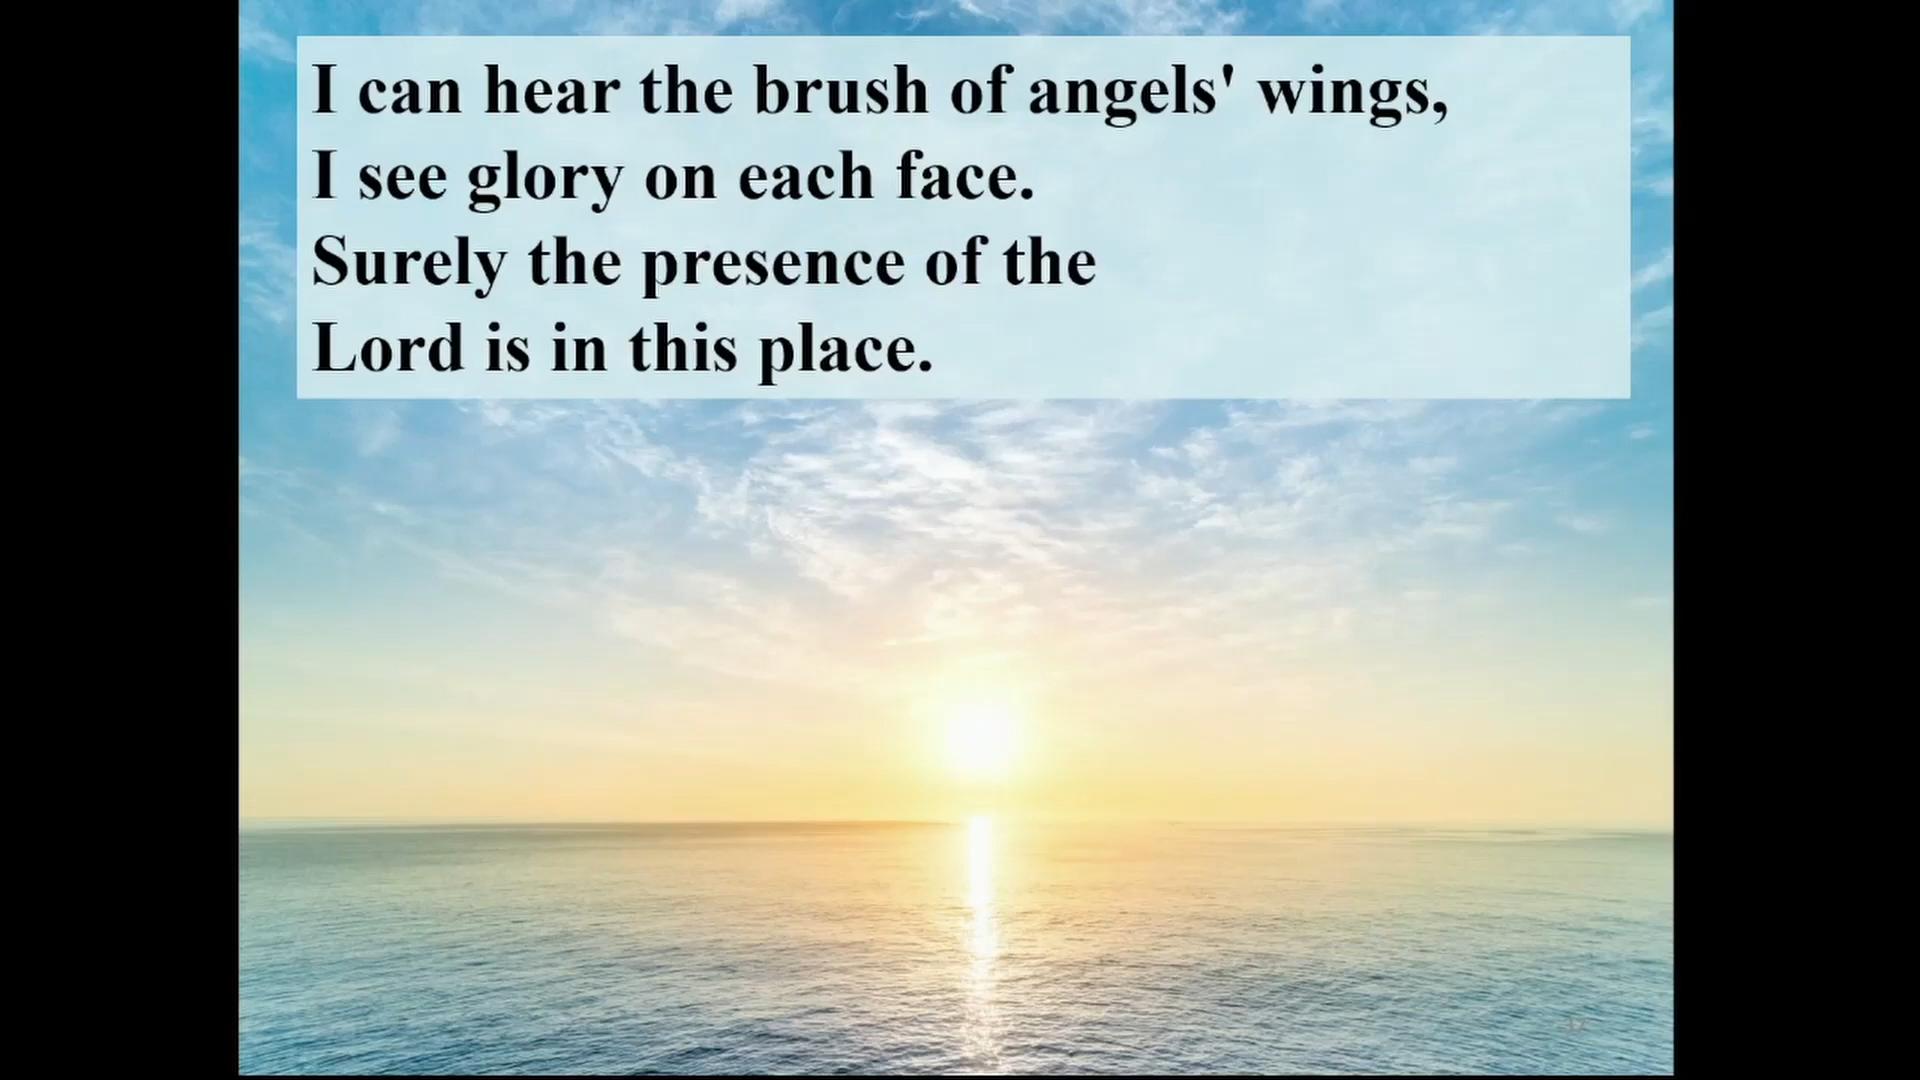 I can hear the brush of angels' wings,
I see glory on each face.
Surely the presence of the
Lord is in this place.